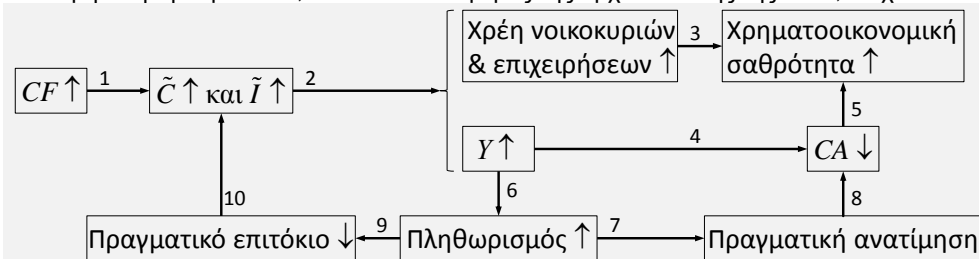 Χρέη νοικοκυριών
& επιχειρήσεων ↑
3
Χρηματοοικονομική
σαθρότητα ↑
CF ↑
1
C̃ ↑ και Ĩ ↑
2
5
Y ↑
4
CA ↓
10
6
8
Πραγματικό επιτόκιο ↓
9
Πληθωρισμός ↑
7
Πραγματική ανατίμηση